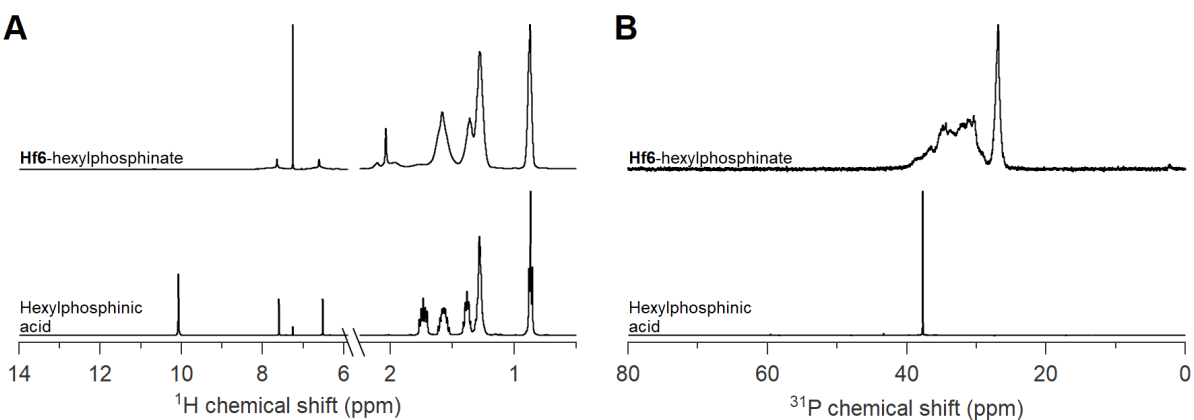 A
Hf6-hexylphosphinate
Hexylphosphinic
acid
14 12 10 8 6 2 1
¹H chemical shift (ppm)
B
Hf6-hexylphosphinate
Hexylphosphinic
acid
80 60 40 20 0
³¹P chemical shift (ppm)